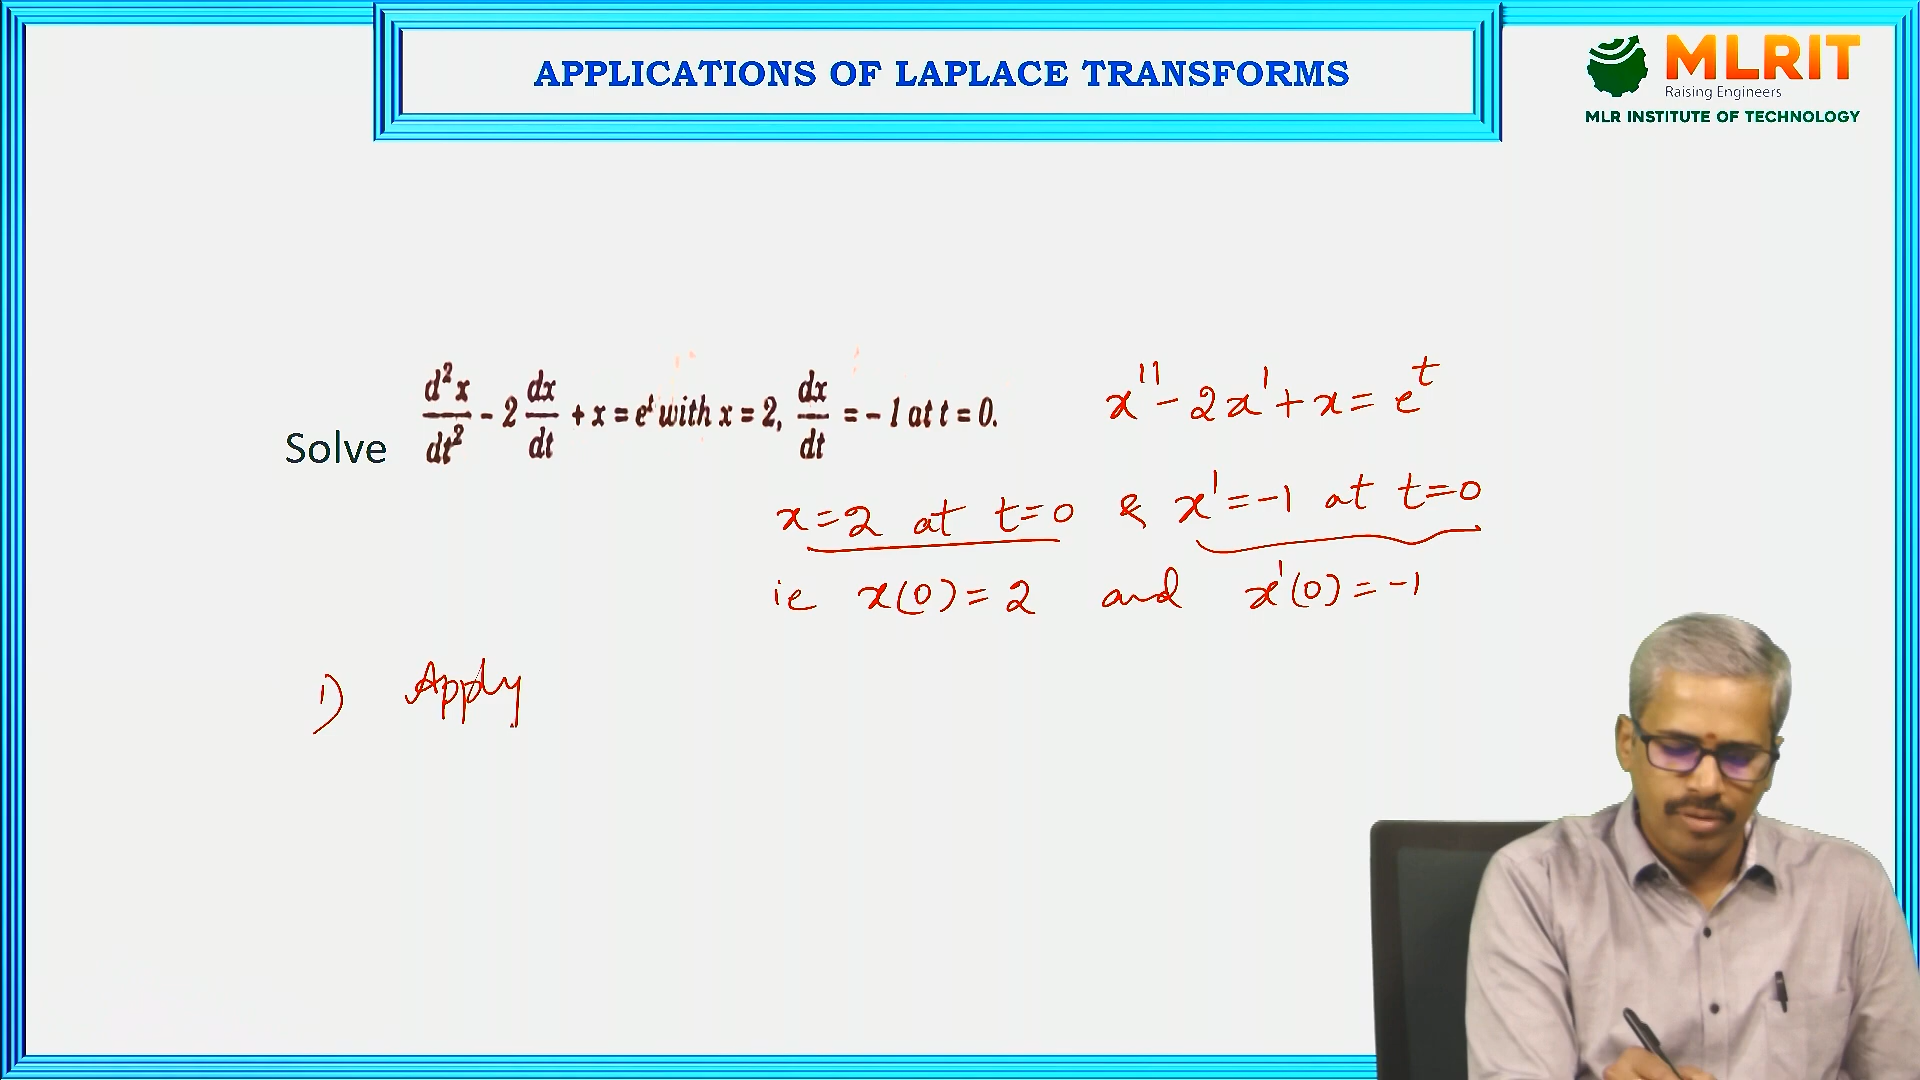 APPLICATIONS OF LAPLACE TRANSFORMS
MLRIT
Raising Engineers
MLR INSTITUTE OF TECHNOLOGY
Solve d²x/dt² - 2 dx/dt + x = eᵗ with x = 2, dx/dt = - 1 at t = 0.
x'' - 2x' + x = eᵗ
x = 2 at t = 0 & x' = -1 at t = 0
ie x(0) = 2 and x'(0) = -1
1) Apply